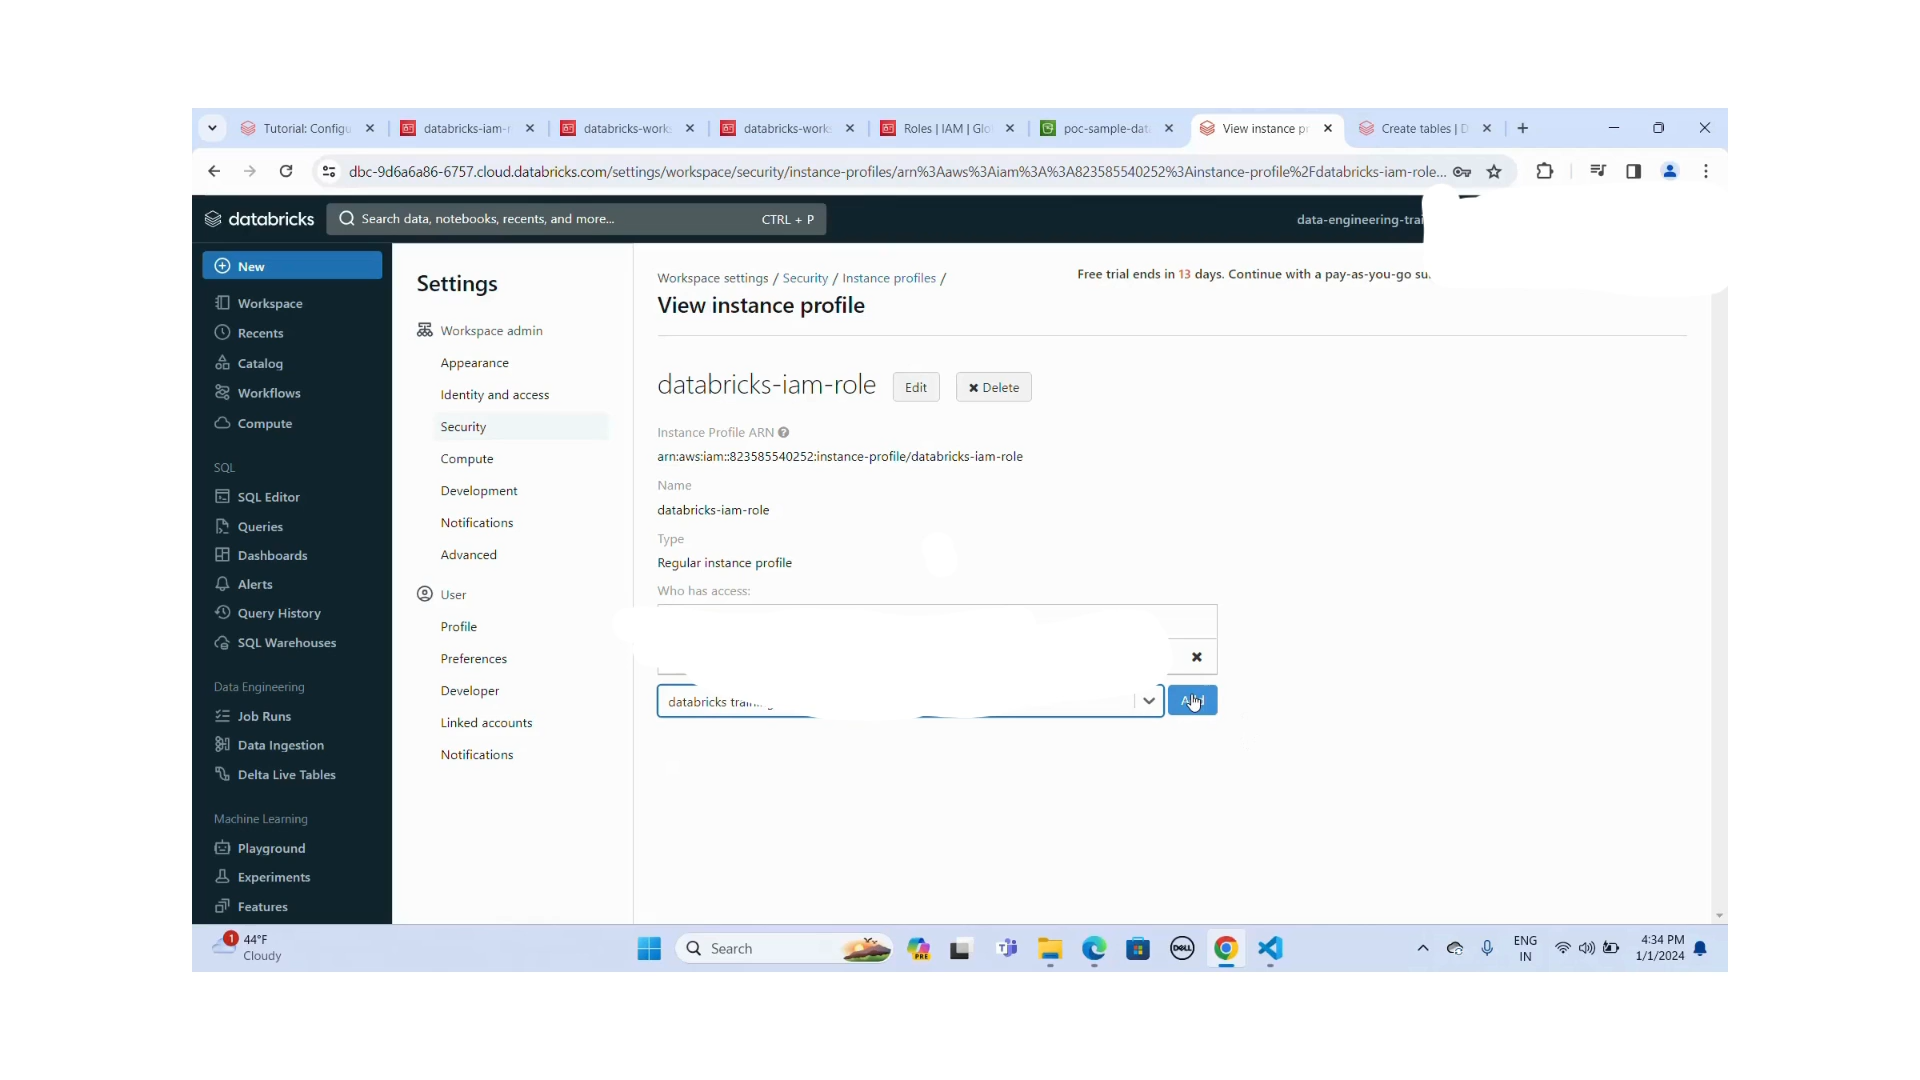 Tutorial: Configu
databricks-iam-r
databricks-work
databricks-work
Roles | IAM | Glo
poc-sample-dat
View instance pr
Create tables | D
dbc-9d6a6a86-6757.cloud.databricks.com/settings/workspace/security/instance-profiles/arn%3Aaws%3Aiam%3A%3A823585540252%3Ainstance-profile%2Fdatabricks-iam-role...
databricks
Search data, notebooks, recents, and more...
CTRL + P
data-engineering-trai
New
Workspace
Recents
Catalog
Workflows
Compute
SQL
SQL Editor
Queries
Dashboards
Alerts
Query History
SQL Warehouses
Data Engineering
Job Runs
Data Ingestion
Delta Live Tables
Machine Learning
Playground
Experiments
Features
Settings
Workspace admin
Appearance
Identity and access
Security
Compute
Development
Notifications
Advanced
User
Profile
Preferences
Developer
Linked accounts
Notifications
Workspace settings / Security / Instance profiles /
Free trial ends in 13 days. Continue with a pay-as-you-go su
View instance profile
databricks-iam-role
Edit
Delete
Instance Profile ARN
arn:aws:iam::823585540252:instance-profile/databricks-iam-role
Name
databricks-iam-role
Type
Regular instance profile
Who has access:
databricks
1
44°F
Cloudy
Search
PRE
DELL
ENG
IN
4:34 PM
1/1/2024